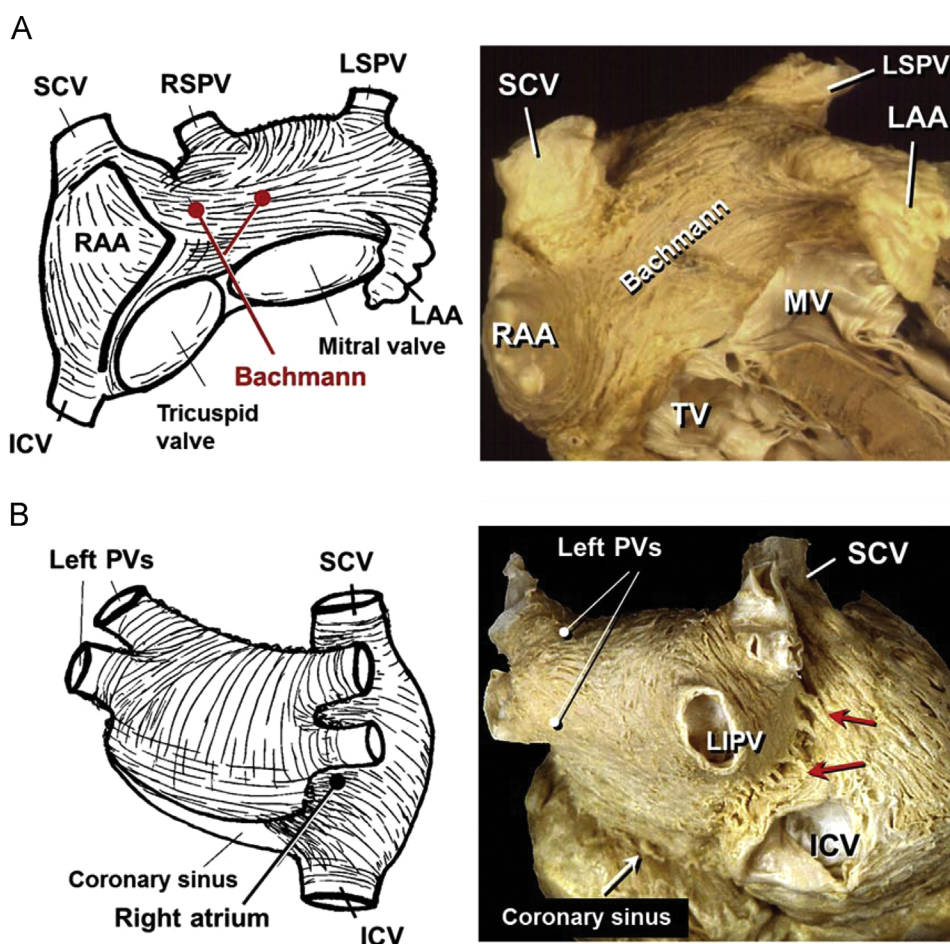 A
SCV
RSPV
LSPV
RAA
LAA
Mitral valve
Bachmann
Tricuspid
valve
ICV
SCV
LSPV
LAA
Bachmann
MV
RAA
TV
B
Left PVs
SCV
Coronary sinus
Right atrium
ICV
Left PVs
SCV
LIPV
ICV
Coronary sinus